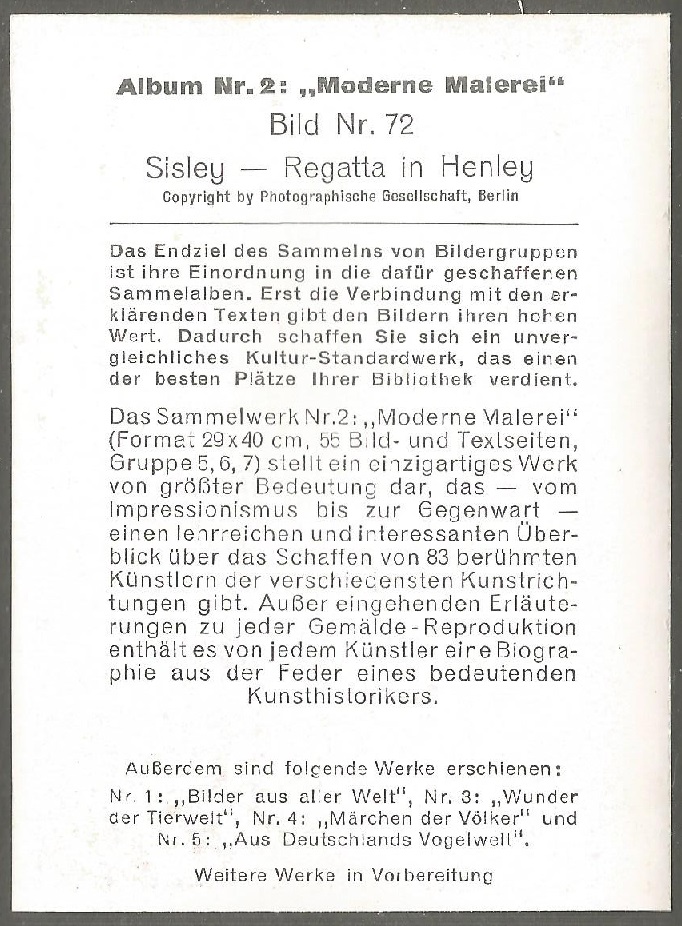 Album Nr. 2: „Moderne Malerei“
Bild Nr. 72
Sisley — Regatta in Henley
Copyright by Photographische Gesellschaft, Berlin
Das Endziel des Sammelns von Bildergruppen
ist ihre Einordnung in die dafür geschaffenen
Sammelalben. Erst die Verbindung mit den er-
klärenden Texten gibt den Bildern ihren hohen
Wert. Dadurch schaffen Sie sich ein unver-
gleichliches Kultur-Standardwerk, das einen
der besten Plätze Ihrer Bibliothek verdient.
Das Sammelwerk Nr. 2: „Moderne Malerei“
(Format 29x40 cm, 55 Bild- und Textseiten,
Gruppe 5, 6, 7) stellt ein einzigartiges Werk
von größter Bedeutung dar, das — vom
Impressionismus bis zur Gegenwart —
einen lehrreichen und interessanten Über-
blick über das Schaffen von 83 berühmten
Künstlern der verschiedensten Kunstrich-
tungen gibt. Außer eingehenden Erläute-
rungen zu jeder Gemälde-Reproduktion
enthält es von jedem Künstler eine Biogra-
phie aus der Feder eines bedeutenden
Kunsthistorikers.
Außerdem sind folgende Werke erschienen:
Nr. 1: „Bilder aus aller Welt“, Nr. 3: „Wunder
der Tierwelt“, Nr. 4: „Märchen der Völker“ und
Nr. 5: „Aus Deutschlands Vogelwelt“.
Weitere Werke in Vorbereitung